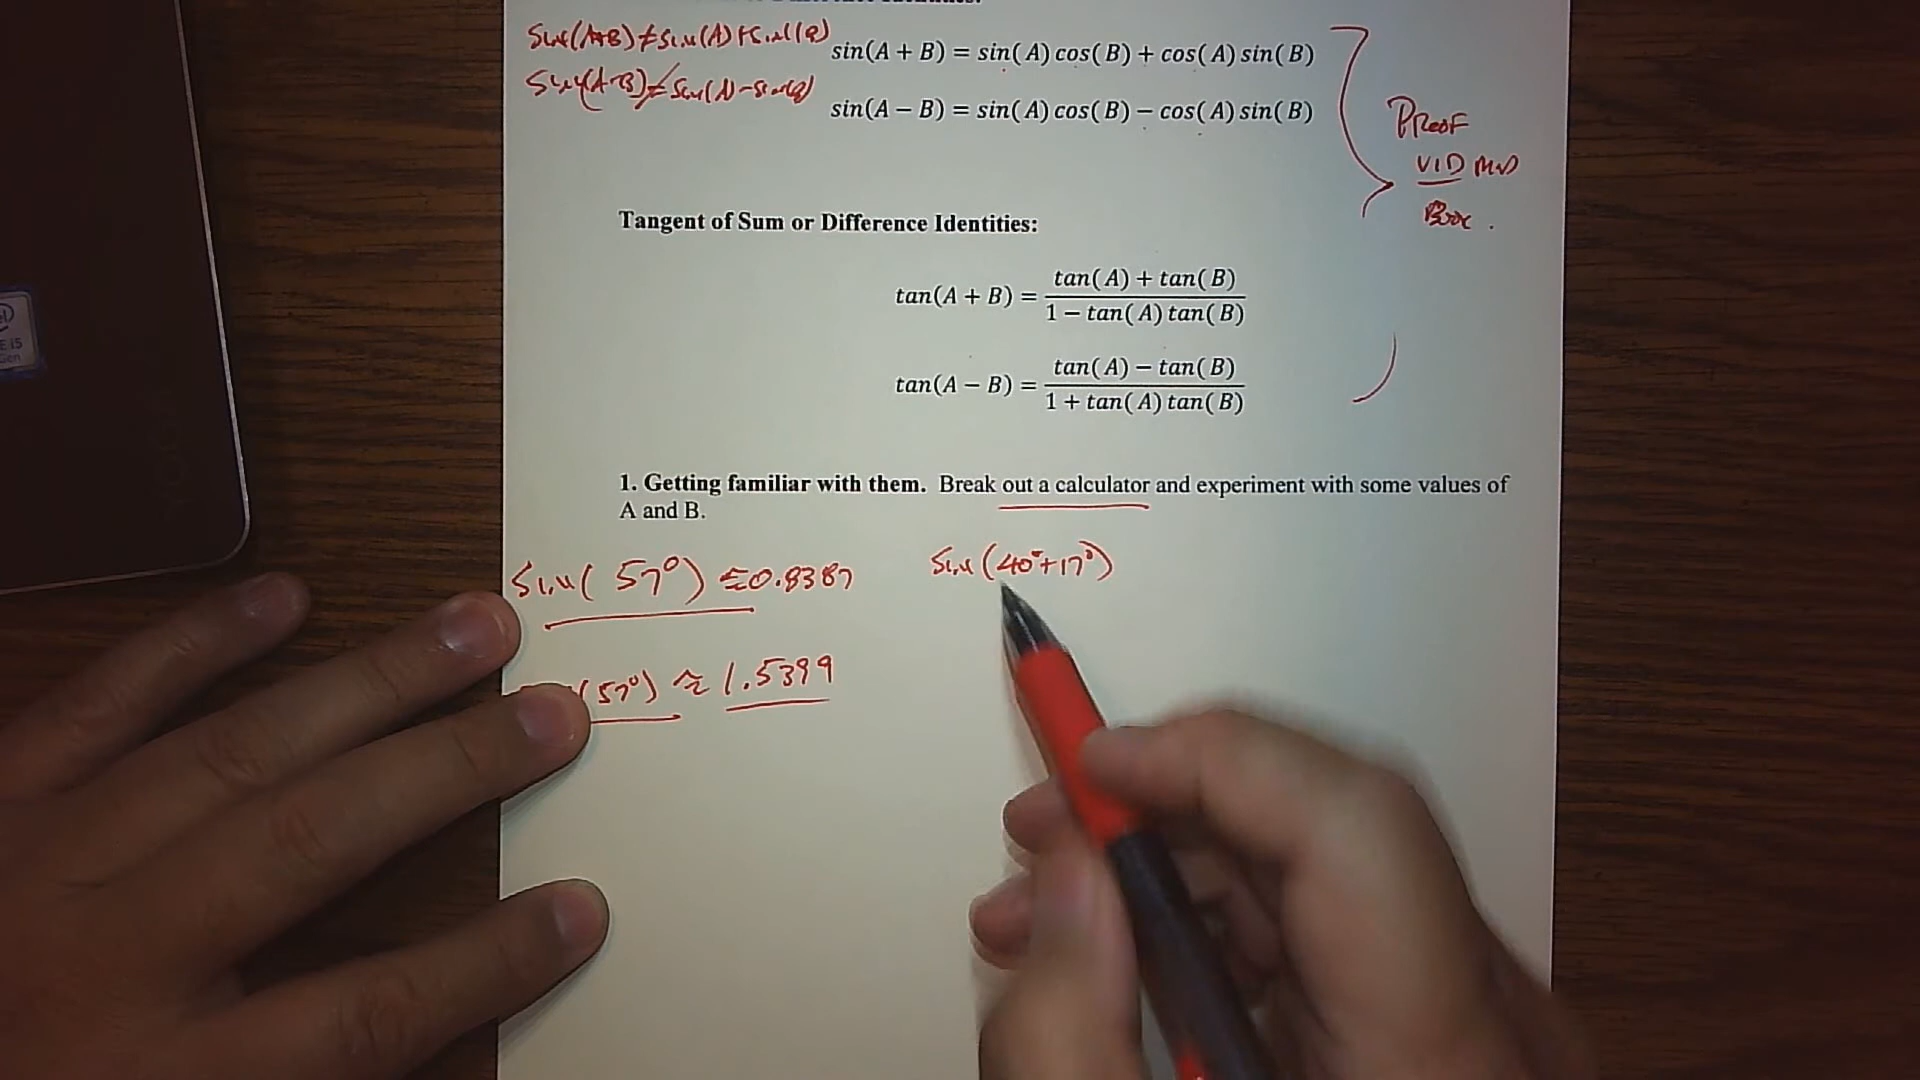 sin(A+B)≠sin(A)+sin(B)
sin(A + B) = sin(A) cos(B) + cos(A) sin(B)
sin(A-B)≠sin(A)-sin(B)
sin(A − B) = sin(A) cos(B) − cos(A) sin(B)
PROOF
VID
Tangent of Sum or Difference Identities:
tan(A + B) = tan(A) + tan(B)
1 − tan(A) tan(B)
tan(A − B) = tan(A) − tan(B)
1 + tan(A) tan(B)
1. Getting familiar with them. Break out a calculator and experiment with some values of
A and B.
sin(57°) ≈0.8387
sin(40°+17°)
(57°) ≈ 1.5399